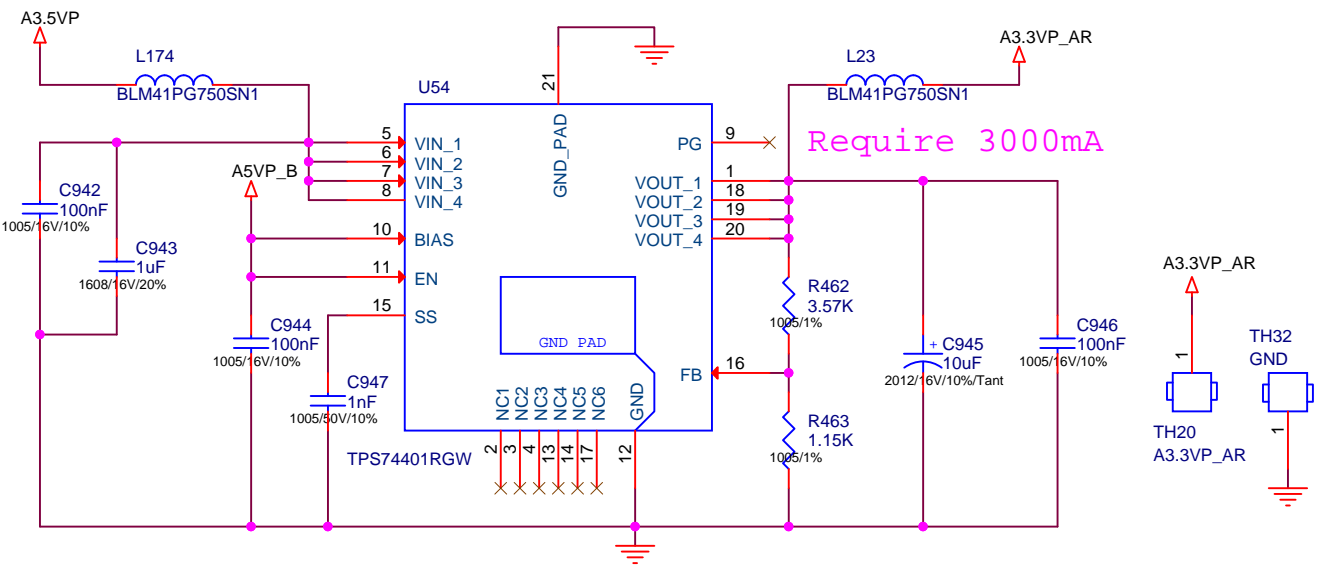 A3.5VP
L174
BLM41PG750SN1
U54
21
GND_PAD
L23
BLM41PG750SN1
A3.3VP_AR
Require 3000mA
5 VIN_1
6 VIN_2
7 VIN_3
8 VIN_4
A5VP_B
10 BIAS
11 EN
15 SS
PG 9
VOUT_1 1
VOUT_2 18
VOUT_3 19
VOUT_4 20
FB 16
C942
100nF
1005/16V/10%
C943
1uF
1608/16V/20%
C944
100nF
1005/16V/10%
C947
1nF
1005/50V/10%
GND PAD
NC1 NC2 NC3 NC4 NC5 NC6 GND
2 3 4 13 14 17 12
TPS74401RGW
R462
3.57K
1005/1%
R463
1.15K
1005/1%
+ C945
10uF
2012/16V/10%/Tant
C946
100nF
1005/16V/10%
A3.3VP_AR
1
TH20
A3.3VP_AR
TH32
GND
1